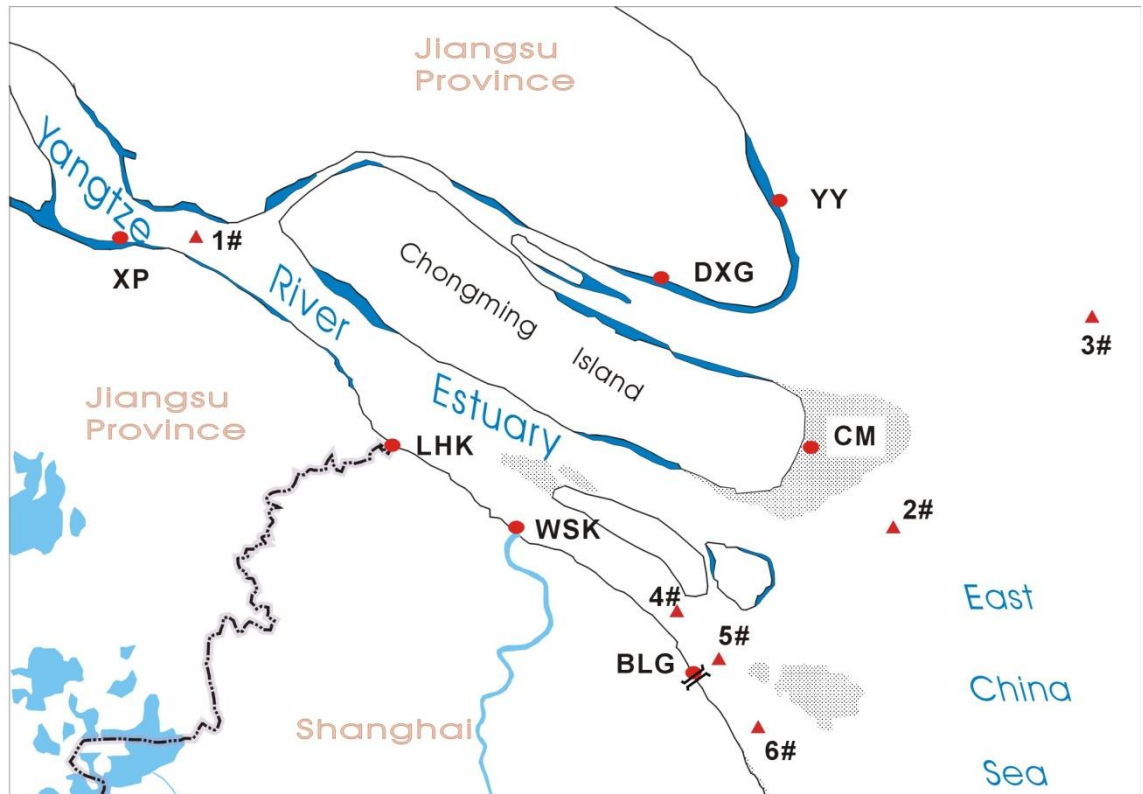 Jiangsu
Province
Yangtze
River
Estuary
1#
XP
YY
DXG
Chongming
Island
3#
Jiangsu
Province
LHK
CM
2#
WSK
4#
East
5#
BLG
China
Shanghai
6#
Sea